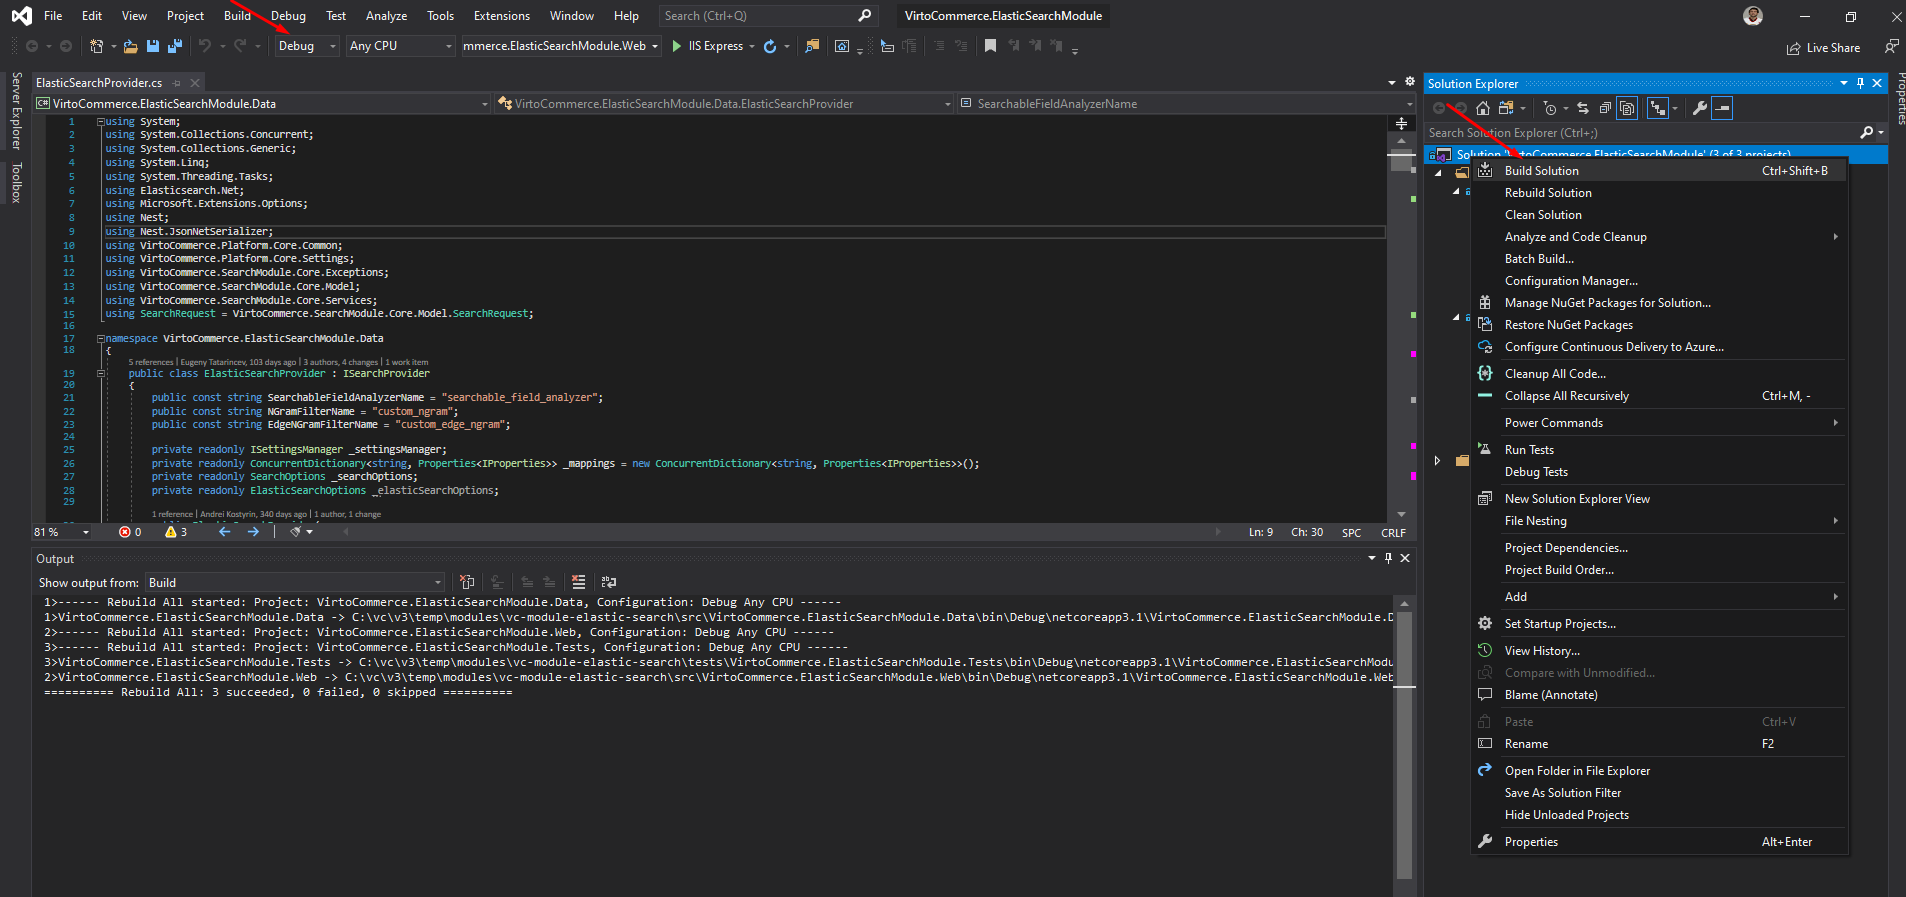 File Edit View Project Build Debug Test Analyze Tools Extensions Window Help Search (Ctrl+Q) VirtoCommerce.ElasticSearchModule
Debug Any CPU mmerce.ElasticSearchModule.Web IIS Express Live Share
Server Explorer
Toolbox
ElasticSearchProvider.cs
VirtoCommerce.ElasticSearchModule.Data VirtoCommerce.ElasticSearchModule.Data.ElasticSearchProvider SearchableFieldAnalyzerName
1 using System;
2 using System.Collections.Concurrent;
3 using System.Collections.Generic;
4 using System.Linq;
5 using System.Threading.Tasks;
6 using Elasticsearch.Net;
7 using Microsoft.Extensions.Options;
8 using Nest;
9 using Nest.JsonNetSerializer;
10 using VirtoCommerce.Platform.Core.Common;
11 using VirtoCommerce.Platform.Core.Settings;
12 using VirtoCommerce.SearchModule.Core.Exceptions;
13 using VirtoCommerce.SearchModule.Core.Model;
14 using VirtoCommerce.SearchModule.Core.Services;
15 using SearchRequest = VirtoCommerce.SearchModule.Core.Model.SearchRequest;
16
17 namespace VirtoCommerce.ElasticSearchModule.Data
18 {
5 references | Eugeny Tatarincev, 103 days ago | 3 authors, 4 changes | 1 work item
19 public class ElasticSearchProvider : ISearchProvider
20 {
21 public const string SearchableFieldAnalyzerName = "searchable_field_analyzer";
22 public const string NGramFilterName = "custom_ngram";
23 public const string EdgeNGramFilterName = "custom_edge_ngram";
24
25 private readonly ISettingsManager _settingsManager;
26 private readonly ConcurrentDictionary<string, Properties<IProperties>> _mappings = new ConcurrentDictionary<string, Properties<IProperties>>();
27 private readonly SearchOptions _searchOptions;
28 private readonly ElasticSearchOptions _elasticSearchOptions;
29
1 reference | Andrei Kostyrin, 340 days ago | 1 author, 1 change
81 % 0 3 Ln: 9 Ch: 30 SPC CRLF
Output
Show output from: Build
1>------ Rebuild All started: Project: VirtoCommerce.ElasticSearchModule.Data, Configuration: Debug Any CPU ------
1>VirtoCommerce.ElasticSearchModule.Data -> C:\vc\v3\temp\modules\vc-module-elastic-search\src\VirtoCommerce.ElasticSearchModule.Data\bin\Debug\netcoreapp3.1\VirtoCommerce.ElasticSearchModule.D
2>------ Rebuild All started: Project: VirtoCommerce.ElasticSearchModule.Web, Configuration: Debug Any CPU ------
3>------ Rebuild All started: Project: VirtoCommerce.ElasticSearchModule.Tests, Configuration: Debug Any CPU ------
3>VirtoCommerce.ElasticSearchModule.Tests -> C:\vc\v3\temp\modules\vc-module-elastic-search\tests\VirtoCommerce.ElasticSearchModule.Tests\bin\Debug\netcoreapp3.1\VirtoCommerce.ElasticSearchModu
2>VirtoCommerce.ElasticSearchModule.Web -> C:\vc\v3\temp\modules\vc-module-elastic-search\src\VirtoCommerce.ElasticSearchModule.Web\bin\Debug\netcoreapp3.1\VirtoCommerce.ElasticSearchModule.Web
========== Rebuild All: 3 succeeded, 0 failed, 0 skipped ==========
Solution Explorer
Search Solution Explorer (Ctrl+;)
Solution 'VirtoCommerce.ElasticSearchModule' (3 of 3 projects)
Build Solution Ctrl+Shift+B
Rebuild Solution
Clean Solution
Analyze and Code Cleanup
Batch Build...
Configuration Manager...
Manage NuGet Packages for Solution...
Restore NuGet Packages
Configure Continuous Delivery to Azure...
Cleanup All Code...
Collapse All Recursively Ctrl+M, -
Power Commands
Run Tests
Debug Tests
New Solution Explorer View
File Nesting
Project Dependencies...
Project Build Order...
Add
Set Startup Projects...
View History...
Compare with Unmodified...
Blame (Annotate)
Paste Ctrl+V
Rename F2
Open Folder in File Explorer
Save As Solution Filter
Hide Unloaded Projects
Properties Alt+Enter
Properties